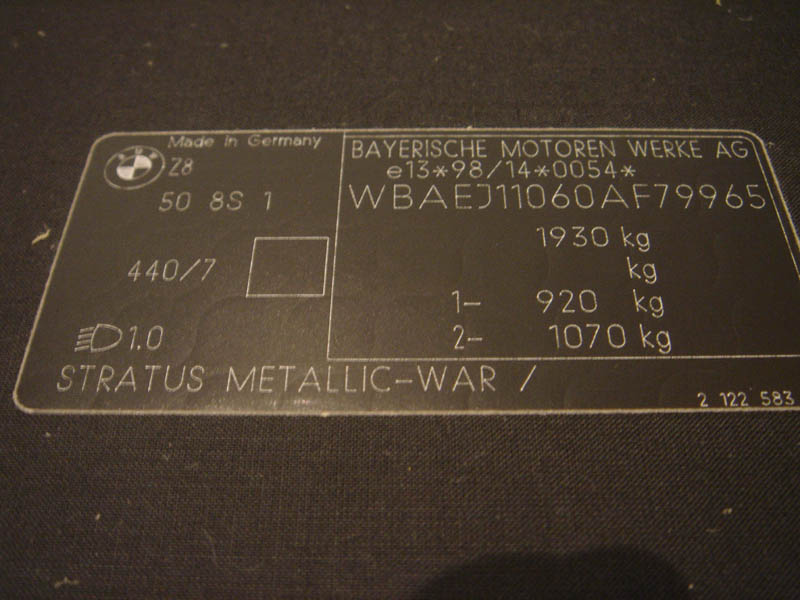 Made in Germany
BMW
Z8
50 8S 1
440/7
1.0
BAYERISCHE MOTOREN WERKE AG
e13*98/14*0054*
WBAEJ11060AF79965
1930 kg
kg
1- 920 kg
2- 1070 kg
STRATUS METALLIC-WAR /
2 122 583